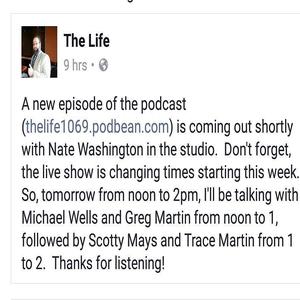 The Life
9 hrs •
A new episode of the podcast
(thelife1069.podbean.com) is coming out shortly
with Nate Washington in the studio. Don't forget,
the live show is changing times starting this week.
So, tomorrow from noon to 2pm, I'll be talking with
Michael Wells and Greg Martin from noon to 1,
followed by Scotty Mays and Trace Martin from 1
to 2. Thanks for listening!